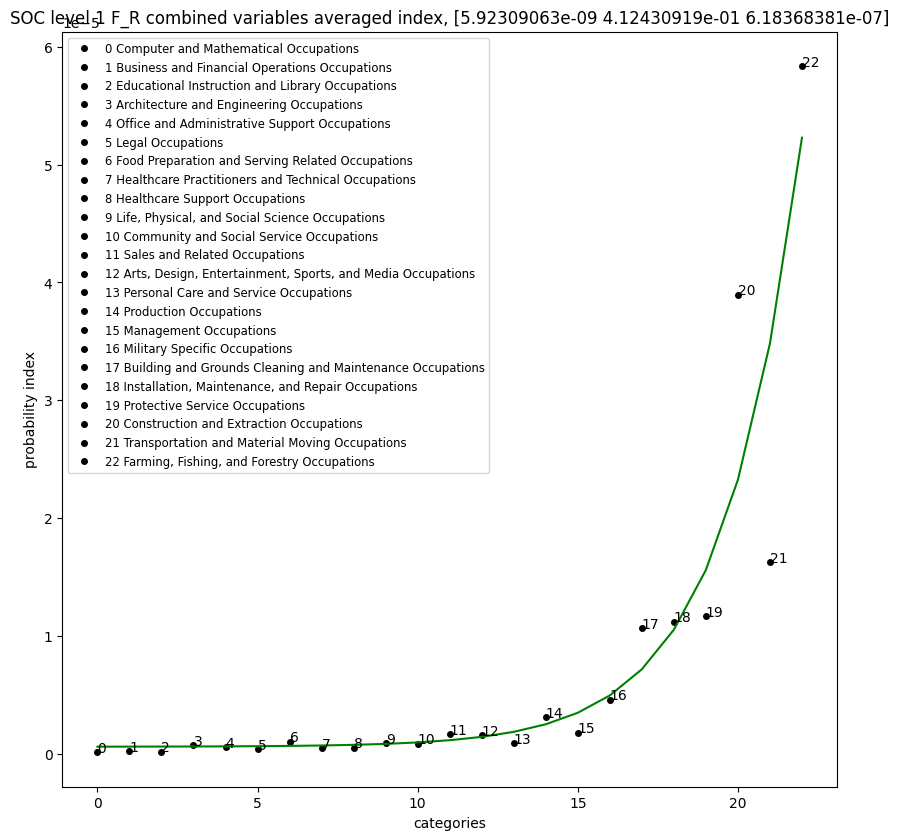 SOC level 1 F_R combined variables averaged index, [5.92309063e-09 4.12430919e-01 6.18368381e-07]
1e−5
0 Computer and Mathematical Occupations
1 Business and Financial Operations Occupations
2 Educational Instruction and Library Occupations
3 Architecture and Engineering Occupations
4 Office and Administrative Support Occupations
5 Legal Occupations
6 Food Preparation and Serving Related Occupations
7 Healthcare Practitioners and Technical Occupations
8 Healthcare Support Occupations
9 Life, Physical, and Social Science Occupations
10 Community and Social Service Occupations
11 Sales and Related Occupations
12 Arts, Design, Entertainment, Sports, and Media Occupations
13 Personal Care and Service Occupations
14 Production Occupations
15 Management Occupations
16 Military Specific Occupations
17 Building and Grounds Cleaning and Maintenance Occupations
18 Installation, Maintenance, and Repair Occupations
19 Protective Service Occupations
20 Construction and Extraction Occupations
21 Transportation and Material Moving Occupations
22 Farming, Fishing, and Forestry Occupations
6
5
4
3
2
1
0
probability index
22
20
21
19
18
17
16
15
14
13
12
11
10
9
8
7
6
5
4
3
2
1
0
0
5
10
15
20
categories